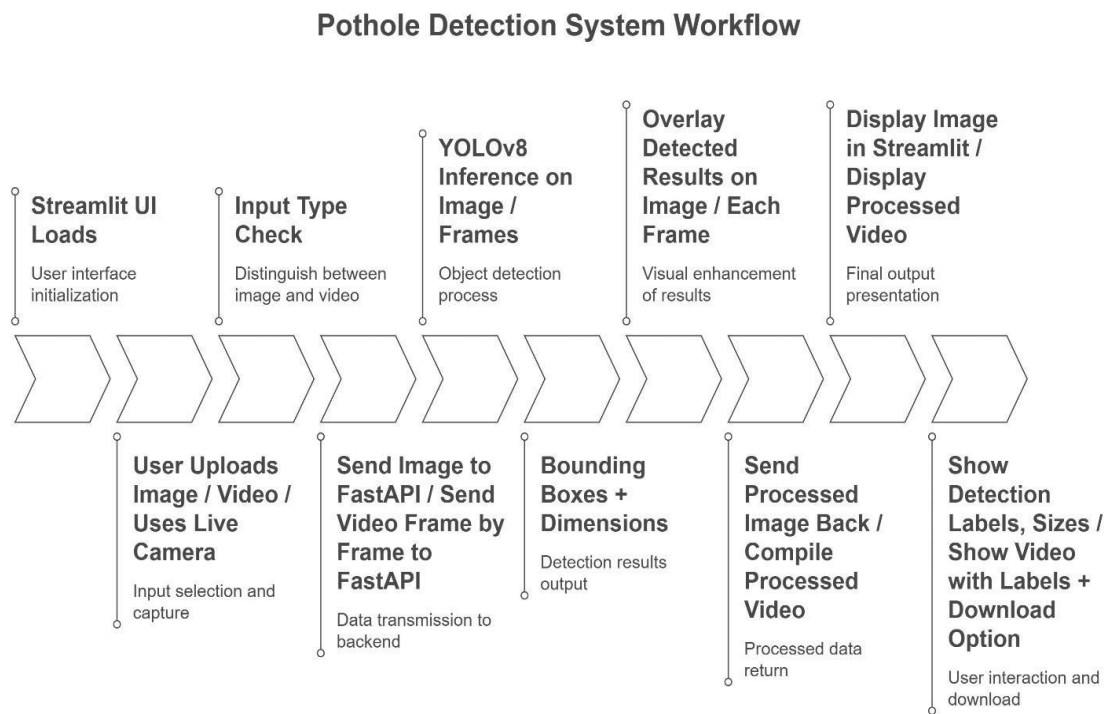 Pothole Detection System Workflow
Streamlit UI
Loads
User interface
initialization
User Uploads
Image / Video /
Uses Live
Camera
Input selection and
capture
Input Type
Check
Distinguish between
image and video
Send Image to
FastAPI / Send
Video Frame by
Frame to
FastAPI
Data transmission to
backend
YOLOv8
Inference on
Image /
Frames
Object detection
process
Bounding
Boxes +
Dimensions
Detection results
output
Overlay
Detected
Results on
Image / Each
Frame
Visual enhancement
of results
Send
Processed
Image Back /
Compile
Processed
Video
Processed data
return
Display Image
in Streamlit /
Display
Processed
Video
Final output
presentation
Show
Detection
Labels, Sizes /
Show Video
with Labels +
Download
Option
User interaction and
download